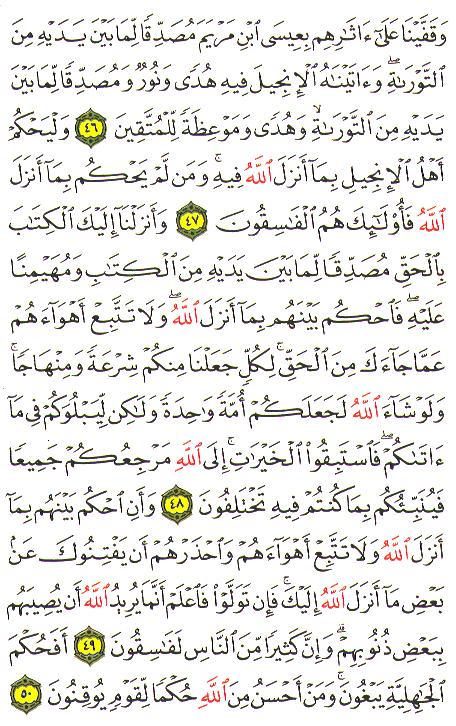 وَقَفَّيْنَا عَلَىٰٓ ءَاثَٰرِهِم بِعِيسَى ٱبْنِ مَرْيَمَ مُصَدِّقًا لِّمَا بَيْنَ يَدَيْهِ مِنَ
ٱلتَّوْرَىٰةِ ۖ وَءَاتَيْنَٰهُ ٱلْإِنجِيلَ فِيهِ هُدًى وَنُورٌ وَمُصَدِّقًا لِّمَا بَيْنَ
يَدَيْهِ مِنَ ٱلتَّوْرَىٰةِ وَهُدًى وَمَوْعِظَةً لِّلْمُتَّقِينَ ٤٦ وَلْيَحْكُمْ
أَهْلُ ٱلْإِنجِيلِ بِمَآ أَنزَلَ ٱللَّهُ فِيهِ ۚ وَمَن لَّمْ يَحْكُم بِمَآ أَنزَلَ
ٱللَّهُ فَأُو۟لَٰٓئِكَ هُمُ ٱلْفَٰسِقُونَ ٤٧ وَأَنزَلْنَآ إِلَيْكَ ٱلْكِتَٰبَ
بِٱلْحَقِّ مُصَدِّقًا لِّمَا بَيْنَ يَدَيْهِ مِنَ ٱلْكِتَٰبِ وَمُهَيْمِنًا
عَلَيْهِ ۖ فَٱحْكُم بَيْنَهُم بِمَآ أَنزَلَ ٱللَّهُ ۖ وَلَا تَتَّبِعْ أَهْوَآءَهُمْ
عَمَّا جَآءَكَ مِنَ ٱلْحَقِّ ۚ لِكُلٍّ جَعَلْنَا مِنكُمْ شِرْعَةً وَمِنْهَاجًا ۚ
وَلَوْ شَآءَ ٱللَّهُ لَجَعَلَكُمْ أُمَّةً وَٰحِدَةً وَلَٰكِن لِّيَبْلُوَكُمْ فِى مَآ
ءَاتَىٰكُمْ ۖ فَٱسْتَبِقُوا۟ ٱلْخَيْرَٰتِ ۚ إِلَى ٱللَّهِ مَرْجِعُكُمْ جَمِيعًا
فَيُنَبِّئُكُم بِمَا كُنتُمْ فِيهِ تَخْتَلِفُونَ ٤٨ وَأَنِ ٱحْكُم بَيْنَهُم بِمَآ
أَنزَلَ ٱللَّهُ وَلَا تَتَّبِعْ أَهْوَآءَهُمْ وَٱحْذَرْهُمْ أَن يَفْتِنُوكَ عَنۢ
بَعْضِ مَآ أَنزَلَ ٱللَّهُ إِلَيْكَ ۖ فَإِن تَوَلَّوْا۟ فَٱعْلَمْ أَنَّمَا يُرِيدُ ٱللَّهُ أَن يُصِيبَهُم
بِبَعْضِ ذُنُوبِهِمْ ۗ وَإِنَّ كَثِيرًا مِّنَ ٱلنَّاسِ لَفَٰسِقُونَ ٤٩ أَفَحُكْمَ
ٱلْجَٰهِلِيَّةِ يَبْغُونَ ۚ وَمَنْ أَحْسَنُ مِنَ ٱللَّهِ حُكْمًا لِّقَوْمٍ يُوقِنُونَ ٥٠